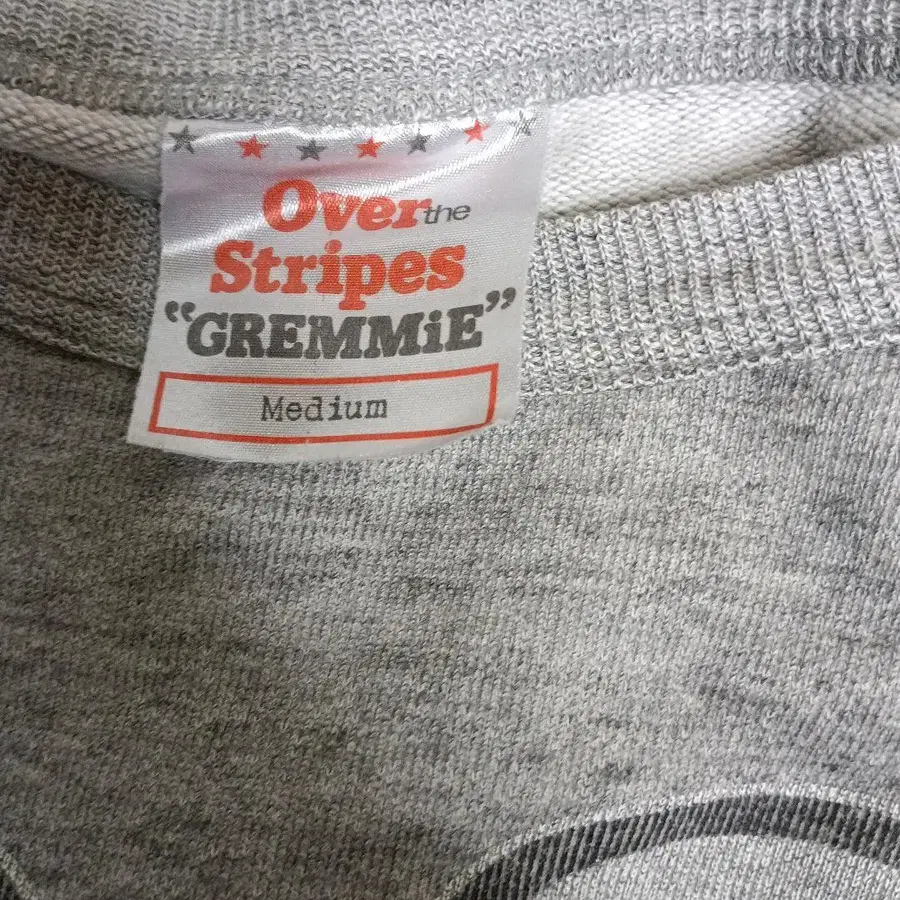 Over the
Stripes
“GREMMiE”
Medium